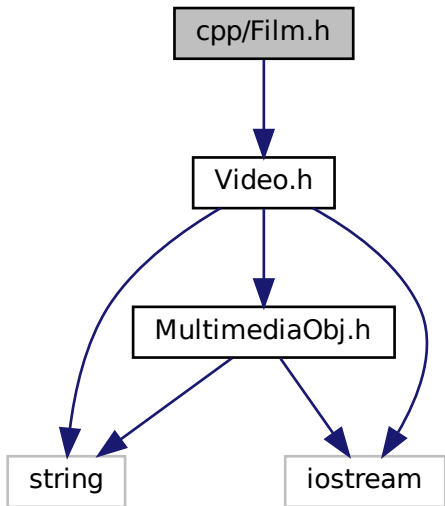 cpp/Film.h
Video.h
MultimediaObj.h
string
iostream